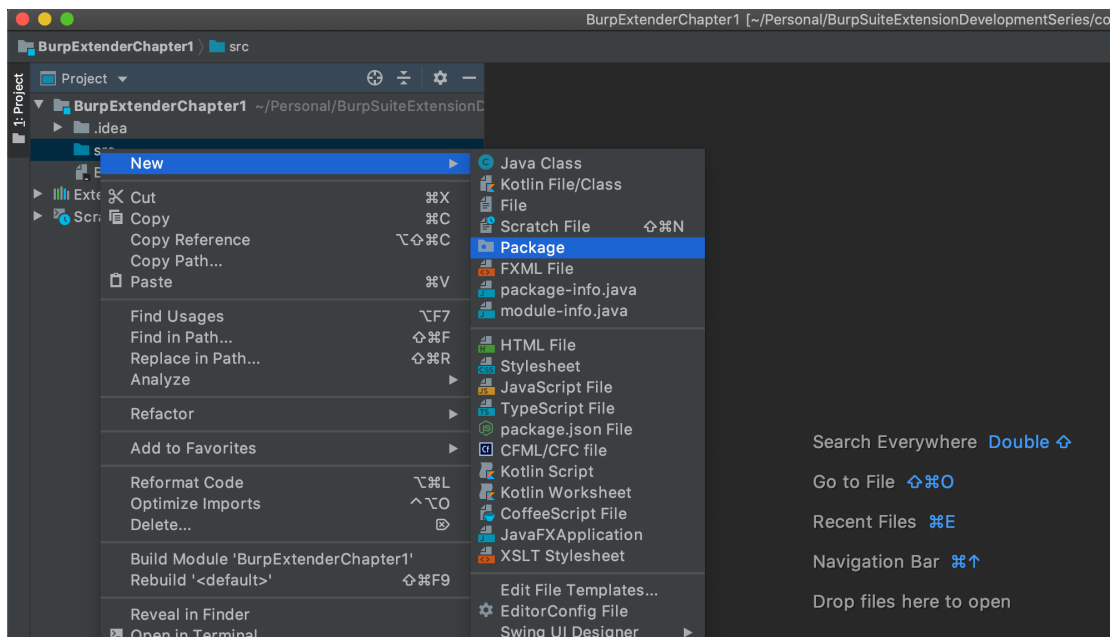 BurpExtenderChapter1 [~/Personal/BurpSuiteExtensionDevelopmentSeries/co
BurpExtenderChapter1 〉 src
1: Project
Project
BurpExtenderChapter1 ~/Personal/BurpSuiteExtensionD
.idea
Exte
Scra
New
Cut ⌘X
Copy ⌘C
Copy Reference ⌥⇧⌘C
Copy Path...
Paste ⌘V
Find Usages ⌥F7
Find in Path... ⇧⌘F
Replace in Path... ⇧⌘R
Analyze
Refactor
Add to Favorites
Reformat Code ⌥⌘L
Optimize Imports ^⌥O
Delete... ⌦
Build Module 'BurpExtenderChapter1'
Rebuild '<default>' ⇧⌘F9
Reveal in Finder
Open in Terminal
Java Class
Kotlin File/Class
File
Scratch File ⇧⌘N
Package
FXML File
package-info.java
module-info.java
HTML File
Stylesheet
JavaScript File
TypeScript File
package.json File
CFML/CFC file
Kotlin Script
Kotlin Worksheet
CoffeeScript File
JavaFXApplication
XSLT Stylesheet
Edit File Templates...
EditorConfig File
Swing UI Designer
Search Everywhere Double ⇧
Go to File ⇧⌘O
Recent Files ⌘E
Navigation Bar ⌘↑
Drop files here to open